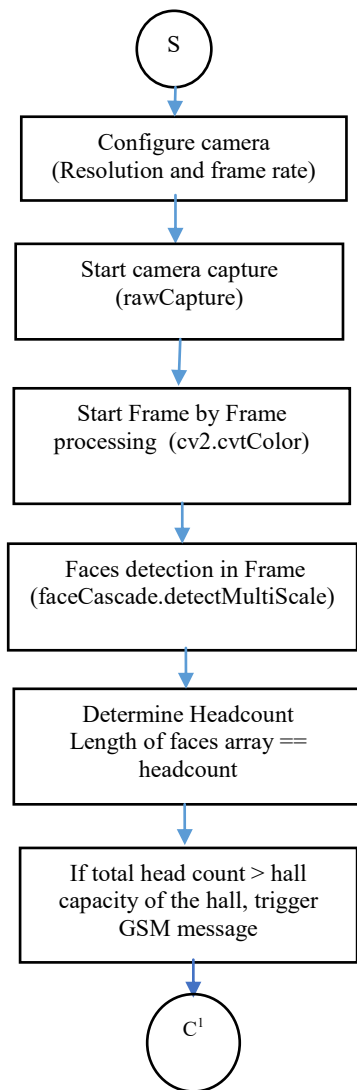 S
Configure camera
(Resolution and frame rate)
Start camera capture
(rawCapture)
Start Frame by Frame
processing (cv2.cvtColor)
Faces detection in Frame
(faceCascade.detectMultiScale)
Determine Headcount
Length of faces array ==
headcount
If total head count > hall
capacity of the hall, trigger
GSM message
C¹